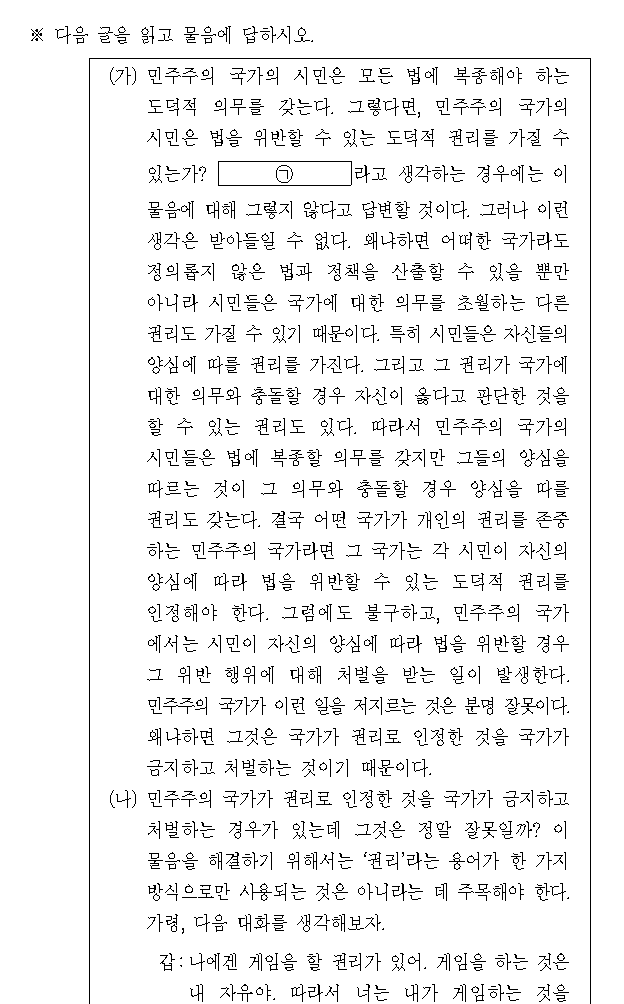 ※ 다음 글을 읽고 물음에 답하시오.
(가) 민주주의 국가의 시민은 모든 법에 복종해야 하는
도덕적 의무를 갖는다. 그렇다면, 민주주의 국가의
시민은 법을 위반할 수 있는 도덕적 권리를 가질 수
있는가? ㉠ 라고 생각하는 경우에는 이
물음에 대해 그렇지 않다고 답변할 것이다. 그러나 이런
생각은 받아들일 수 없다. 왜냐하면 어떠한 국가라도
정의롭지 않은 법과 정책을 산출할 수 있을 뿐만
아니라 시민들은 국가에 대한 의무를 초월하는 다른
권리도 가질 수 있기 때문이다. 특히 시민들은 자신들의
양심에 따를 권리를 가진다. 그리고 그 권리가 국가에
대한 의무와 충돌할 경우 자신이 옳다고 판단한 것을
할 수 있는 권리도 있다. 따라서 민주주의 국가의
시민들은 법에 복종할 의무를 갖지만 그들의 양심을
따르는 것이 그 의무와 충돌할 경우 양심을 따를
권리도 갖는다. 결국 어떤 국가가 개인의 권리를 존중
하는 민주주의 국가라면 그 국가는 각 시민이 자신의
양심에 따라 법을 위반할 수 있는 도덕적 권리를
인정해야 한다. 그럼에도 불구하고, 민주주의 국가
에서는 시민이 자신의 양심에 따라 법을 위반할 경우
그 위반 행위에 대해 처벌을 받는 일이 발생한다.
민주주의 국가가 이런 일을 저지르는 것은 분명 잘못이다.
왜냐하면 그것은 국가가 권리로 인정한 것을 국가가
금지하고 처벌하는 것이기 때문이다.
(나) 민주주의 국가가 권리로 인정한 것을 국가가 금지하고
처벌하는 경우가 있는데 그것은 정말 잘못일까? 이
물음을 해결하기 위해서는 ‘권리’라는 용어가 한 가지
방식으로만 사용되는 것은 아니라는 데 주목해야 한다.
가령, 다음 대화를 생각해보자.
갑: 나에겐 게임을 할 권리가 있어. 게임을 하는 것은
내 자유야. 따라서 너는 내가 게임하는 것을